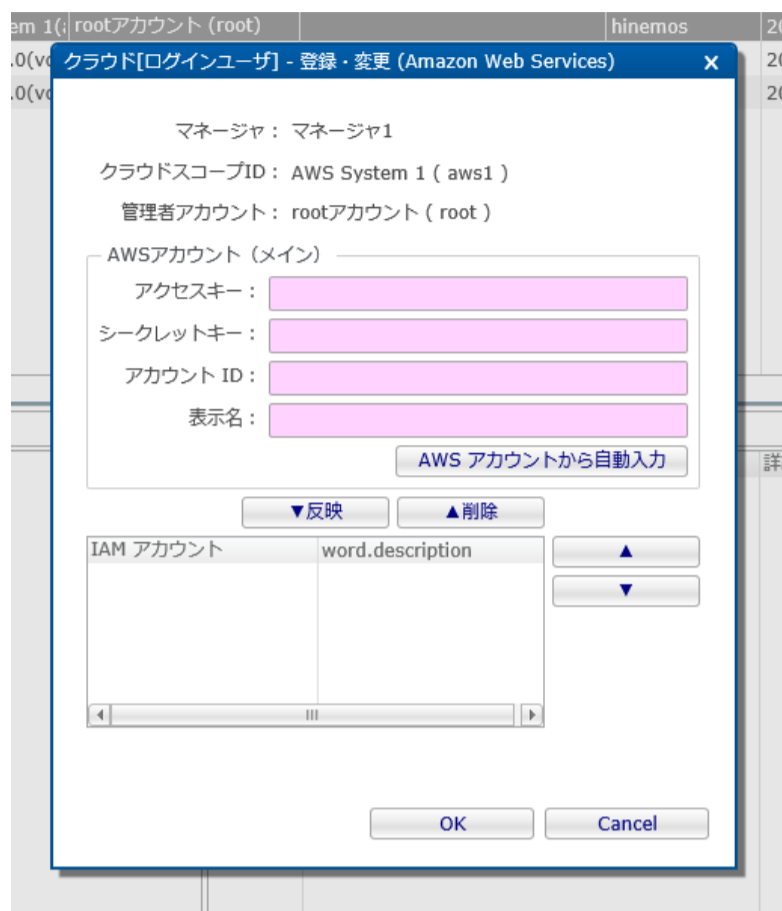 em 1(; rootアカウント (root) hinemos 20
.0(vc 20
.0(vc 20
クラウド[ログインユーザ] - 登録・変更 (Amazon Web Services) x
マネージャ： マネージャ1
クラウドスコープID： AWS System 1 ( aws1 )
管理者アカウント： rootアカウント ( root )
AWSアカウント（メイン）
アクセスキー：
シークレットキー：
アカウント ID：
表示名：
AWS アカウントから自動入力
詳
▼反映 ▲削除
IAM アカウント word.description
▲
▼
OK Cancel